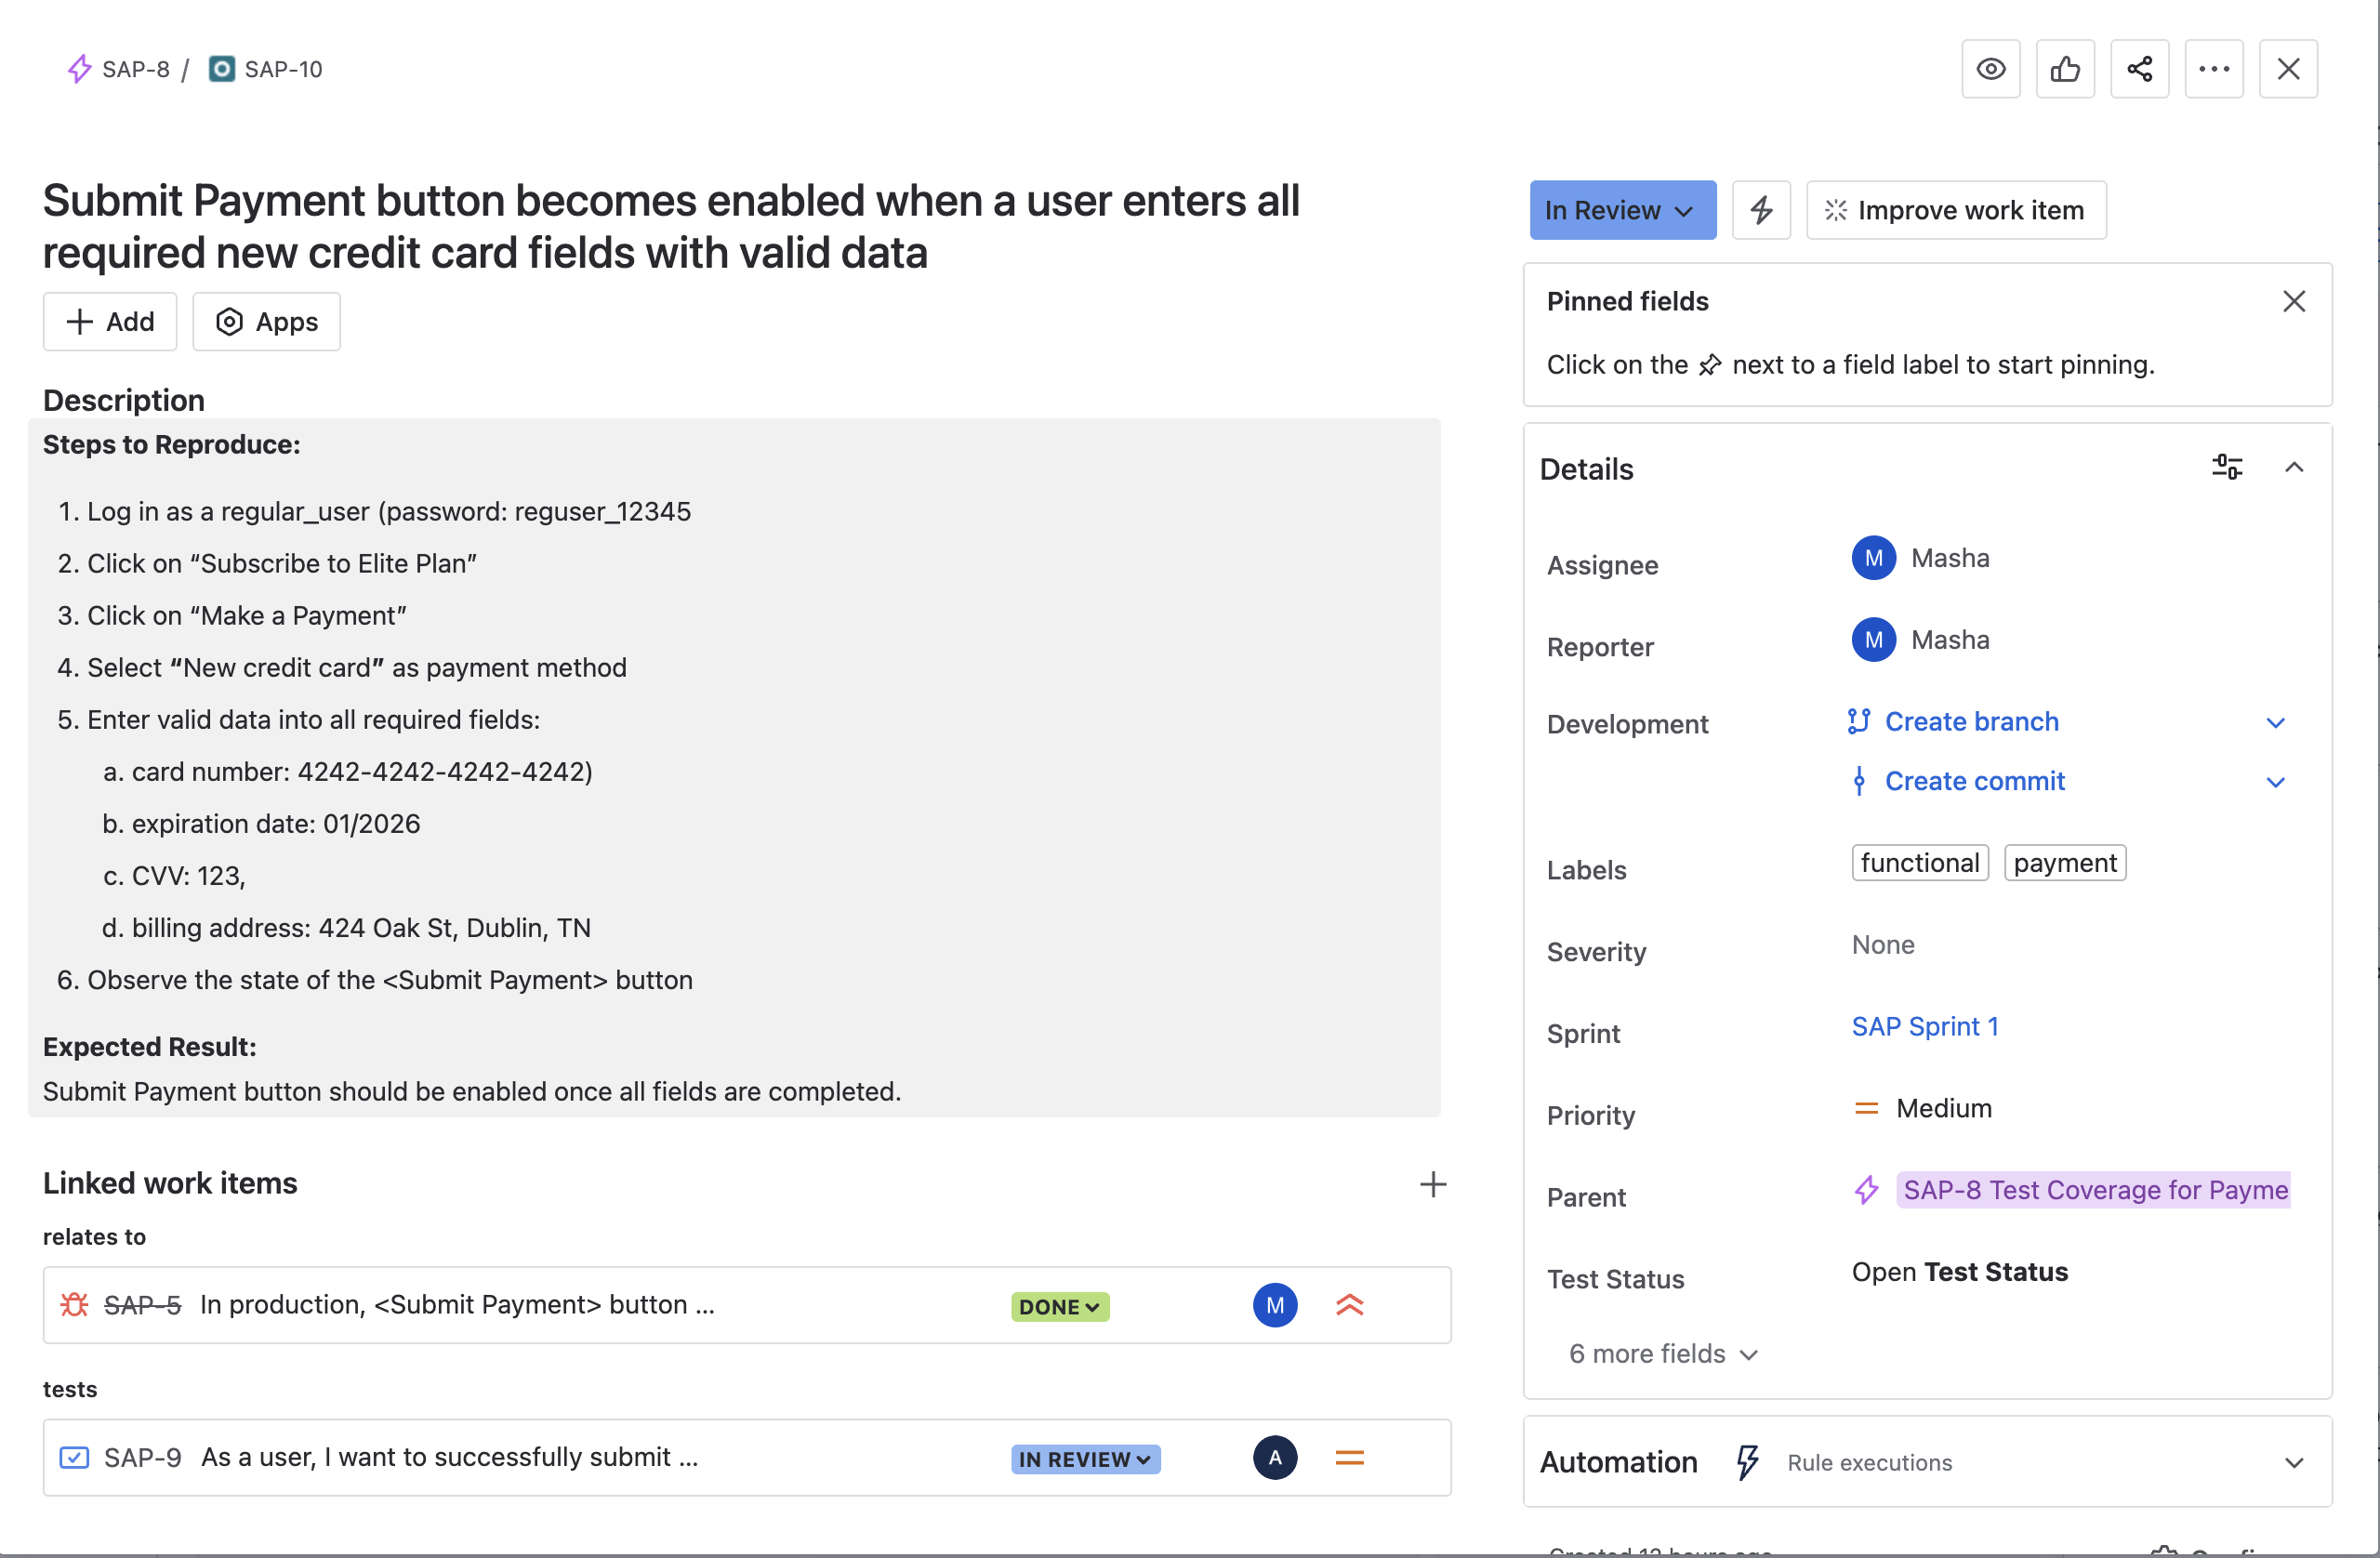 SAP-8 / SAP-10
Submit Payment button becomes enabled when a user enters all
required new credit card fields with valid data
Add
Apps
Description
Steps to Reproduce:
1. Log in as a regular_user (password: reguser_12345
2. Click on “Subscribe to Elite Plan”
3. Click on “Make a Payment”
4. Select “New credit card” as payment method
5. Enter valid data into all required fields:
a. card number: 4242-4242-4242-4242)
b. expiration date: 01/2026
c. CVV: 123,
d. billing address: 424 Oak St, Dublin, TN
6. Observe the state of the <Submit Payment> button
Expected Result:
Submit Payment button should be enabled once all fields are completed.
Linked work items
relates to
SAP-5 In production, <Submit Payment> button ... DONE M
tests
SAP-9 As a user, I want to successfully submit ... IN REVIEW A
In Review
Improve work item
Pinned fields
Click on the next to a field label to start pinning.
Details
Assignee M Masha
Reporter M Masha
Development Create branch
Create commit
Labels functional payment
Severity None
Sprint SAP Sprint 1
Priority Medium
Parent SAP-8 Test Coverage for Payme
Test Status Open Test Status
6 more fields
Automation Rule executions
Created 12 hours ago